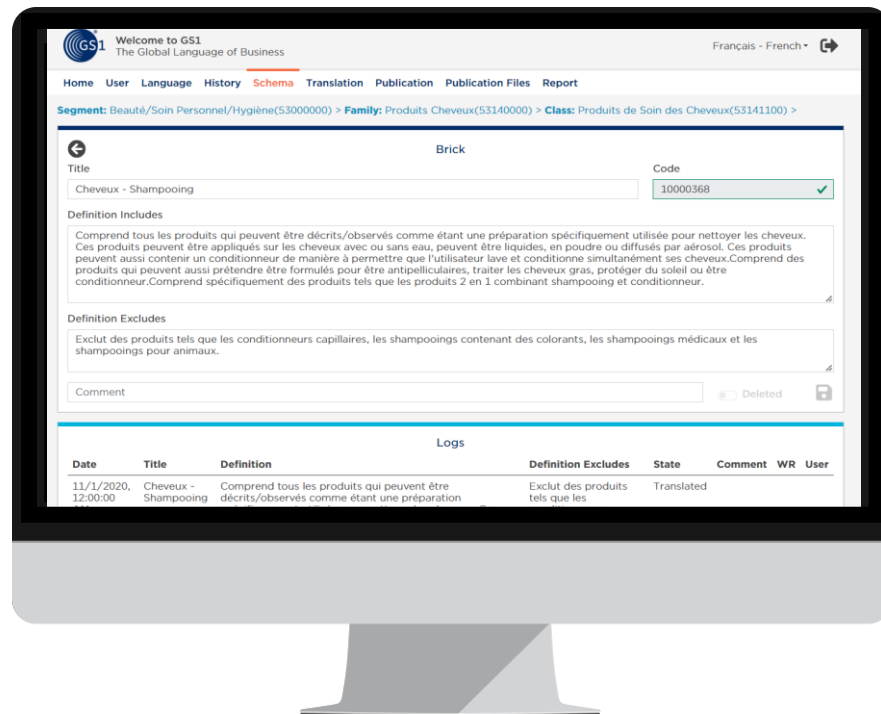 GS1
Welcome to GS1
The Global Language of Business
Français - French
Home User Language History Schema Translation Publication Publication Files Report
Segment: Beauté/Soin Personnel/Hygiène(53000000) > Family: Produits Cheveux(53140000) > Class: Produits de Soin des Cheveux(53141100) >
Brick
Title Code
Cheveux - Shampooing 10000368
Definition Includes
Comprend tous les produits qui peuvent être décrits/observés comme étant une préparation spécifiquement utilisée pour nettoyer les cheveux.
Ces produits peuvent être appliqués sur les cheveux avec ou sans eau, peuvent être liquides, en poudre ou diffusés par aérosol. Ces produits
peuvent aussi contenir un conditionneur de manière à permettre que l'utilisateur lave et conditionne simultanément ses cheveux.Comprend des
produits qui peuvent aussi prétendre être formulés pour être antipelliculaires, traiter les cheveux gras, protéger du soleil ou être
conditionneur.Comprend spécifiquement des produits tels que les produits 2 en 1 combinant shampooing et conditionneur.
Definition Excludes
Exclut des produits tels que les conditionneurs capillaires, les shampooings contenant des colorants, les shampooings médicaux et les
shampooings pour animaux.
Comment Deleted
Logs
Date Title Definition Definition Excludes State Comment WR User
11/1/2020, Cheveux - Comprend tous les produits qui peuvent être Exclut des produits Translated
12:00:00 Shampooing décrits/observés comme étant une préparation tels que les